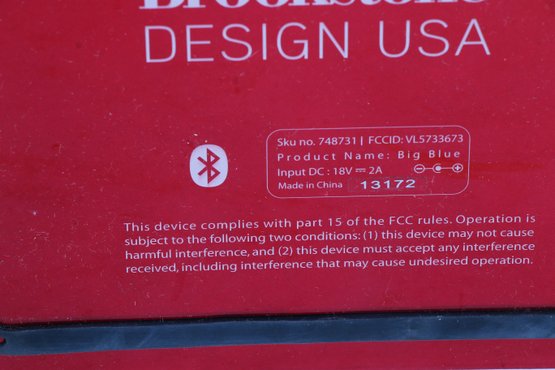 Brookstone
DESIGN USA
Sku no. 748731 | FCCID: VL5733673
Product Name: Big Blue
Input DC : 18V ⎓ 2A
Made in China 13172
This device complies with part 15 of the FCC rules. Operation is
subject to the following two conditions: (1) this device may not cause
harmful interference, and (2) this device must accept any interference
received, including interference that may cause undesired operation.